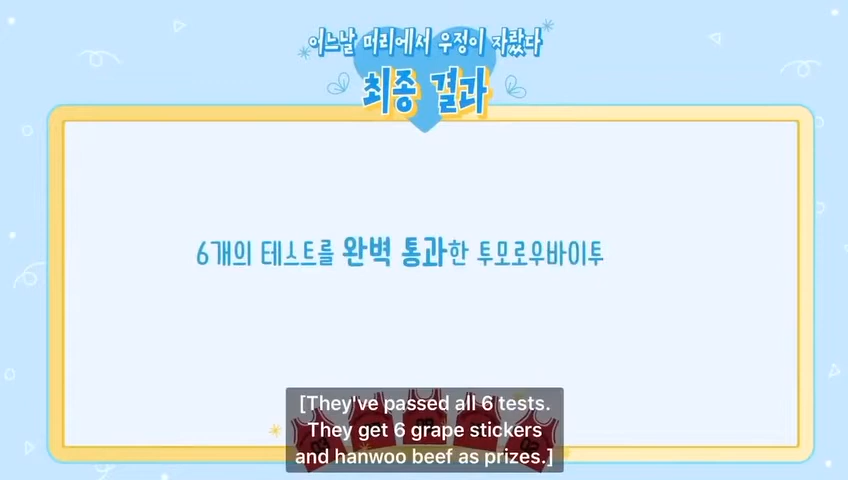 어느날 머리에서 우정이 자랐다
최종 결과
6개의 테스트를 완벽 통과한 투모로우바이투
[They've passed all 6 tests.
They get 6 grape stickers
and hanwoo beef as prizes.]